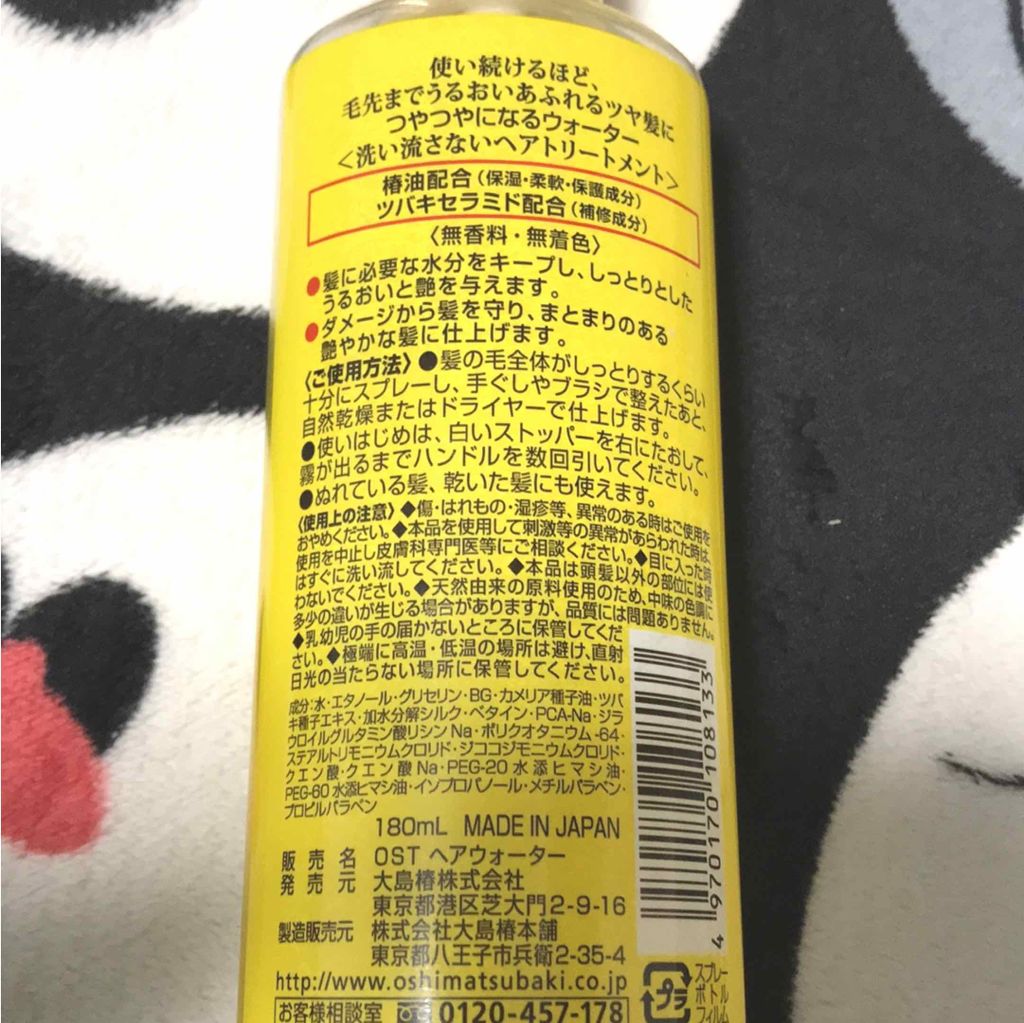 使い続けるほど、
毛先までうるおいあふれるツヤ髪に
つやつやになるウォーター
<洗い流さないヘアトリートメント>
椿油配合(保湿・柔軟・保護成分)
ツバキセラミド配合(補修成分)
〈無香料・無着色〉
●髪に必要な水分をキープし、しっとりとした
うるおいと艶を与えます。
●ダメージから髪を守り、まとまりのある
艶やかな髪に仕上げます。
〈ご使用方法〉●髪の毛全体がしっとりするくらい
十分にスプレーし、手ぐしやブラシで整えたあと、
自然乾燥またはドライヤーで仕上げます。
●使いはじめは、白いストッパーを右にたおして、
霧が出るまでハンドルを数回引いてください。
●ぬれている髪、乾いた髪にも使えます。
〈使用上の注意〉◆傷・はれもの・湿疹等、異常のある時はご使用を
おやめください。◆本品を使用して刺激等の異常があらわれた時は、
使用を中止し皮膚科専門医等にご相談ください。◆目に入った時
はすぐに洗い流してください。◆本品は頭髪以外の部位には使
わないでください。◆天然由来の原料使用のため、中味の色調に
多少の違いが生じる場合がありますが、品質には問題ありません。
◆乳幼児の手の届かないところに保管してくだ
さい。◆極端に高温・低温の場所は避け、直射
日光の当たらない場所に保管してください。
成分:水・エタノール・グリセリン・BG・カメリア種子油・ツバ
キ種子エキス・加水分解シルク・ベタイン・PCA-Na・ジラ
ウロイルグルタミン酸リシンNa・ポリクオタニウム-64・
ステアルトリモニウムクロリド・ジココジモニウムクロリド・
クエン酸・クエン酸Na・PEG-20水添ヒマシ油・
PEG-60水添ヒマシ油・イソプロパノール・メチルパラベン・
プロピルパラベン
180mL MADE IN JAPAN
販売名 OST ヘアウォーター
発売元 大島椿株式会社
東京都港区芝大門2-9-16
製造販売元 株式会社大島椿本舗
東京都八王子市兵衛2-35-4
http://www.oshimatsubaki.co.jp
お客様相談室 0120-457-178
4970170108133
プラ
スプレー
ボトル
フィルム